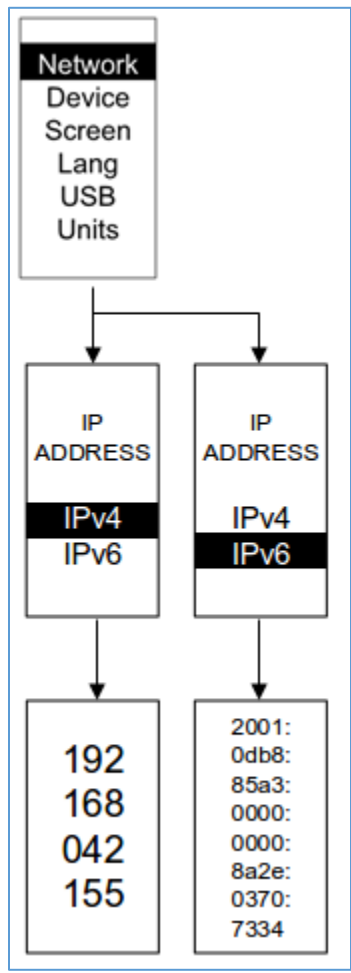 Network
Device
Screen
Lang
USB
Units
IP
ADDRESS
IPv4
IPv6
IP
ADDRESS
IPv4
IPv6
192
168
042
155
2001:
0db8:
85a3:
0000:
0000:
8a2e:
0370:
7334